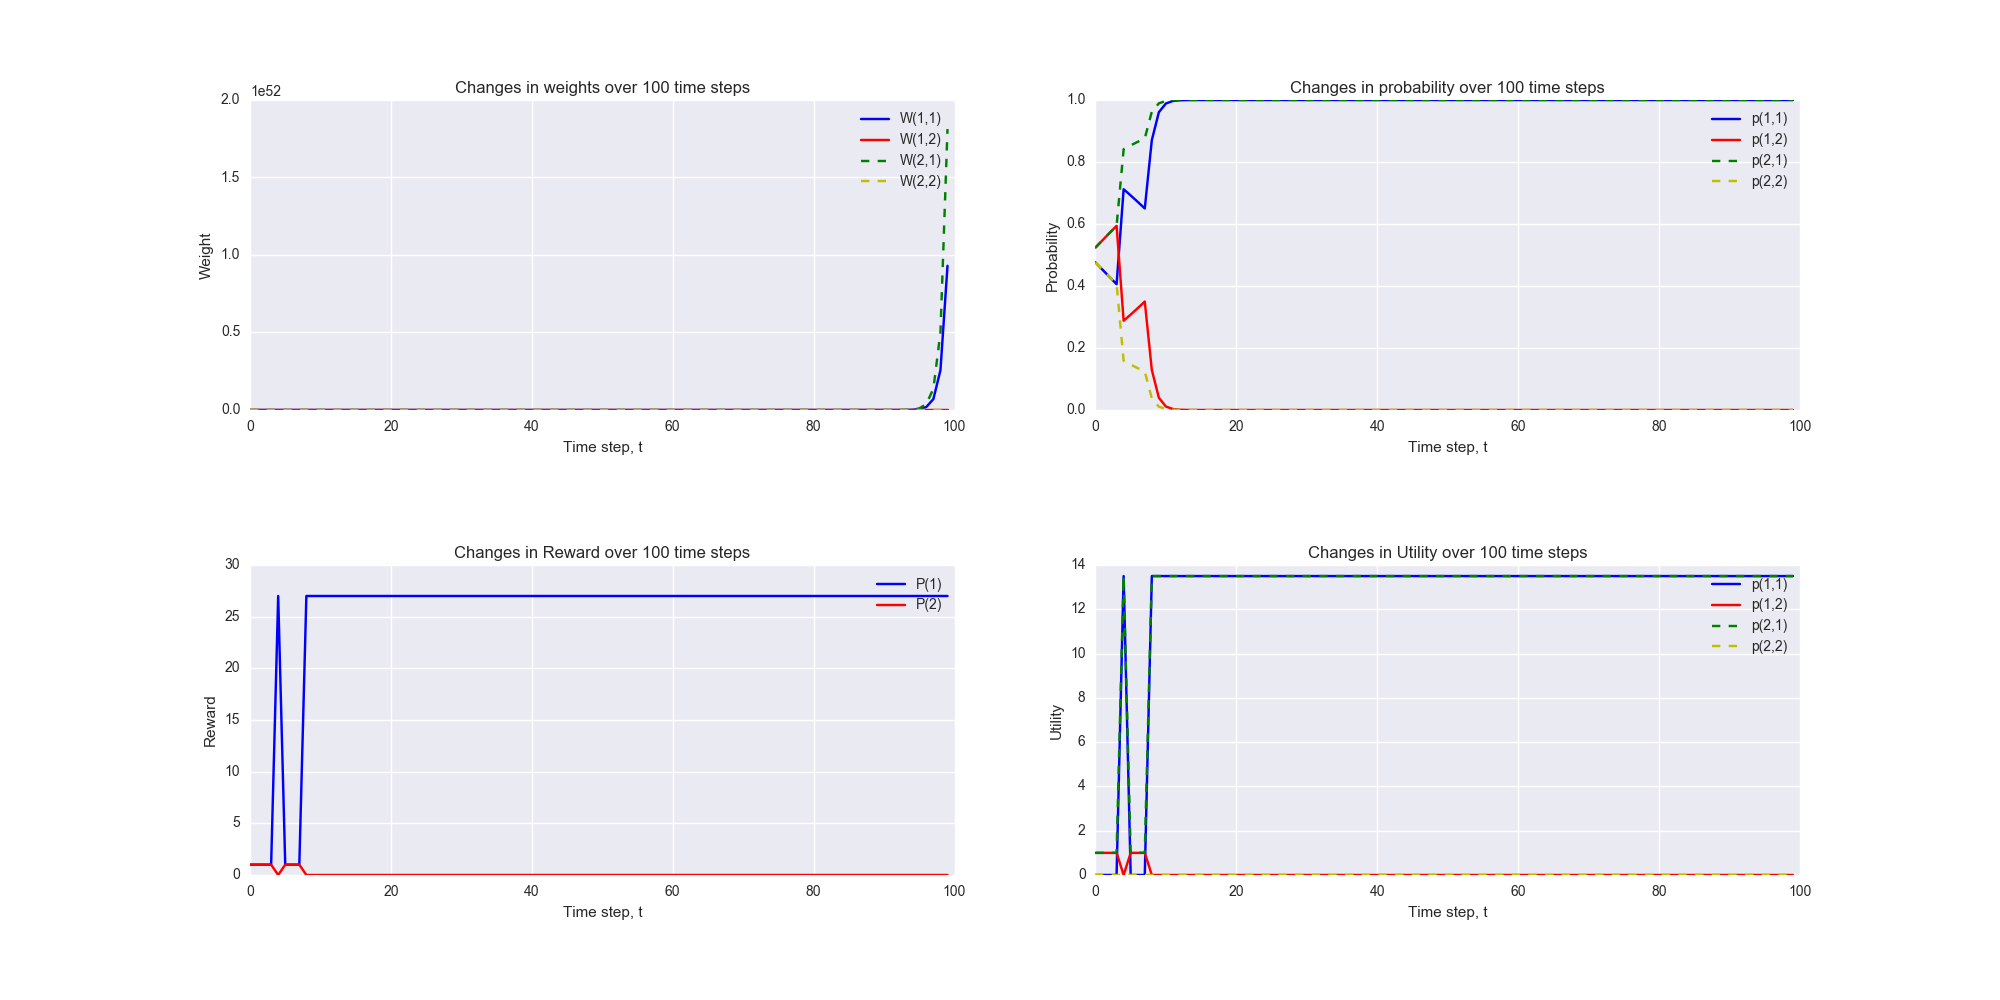 Changes in weights over 100 time steps
1e52
2.0
1.5
1.0
0.5
0.0
Weight
W(1,1)
W(1,2)
W(2,1)
W(2,2)
0 20 40 60 80 100
Time step, t
Changes in probability over 100 time steps
1.0
0.8
0.6
0.4
0.2
0.0
Probability
p(1,1)
p(1,2)
p(2,1)
p(2,2)
0 20 40 60 80 100
Time step, t
Changes in Reward over 100 time steps
30
25
20
15
10
5
0
Reward
P(1)
P(2)
0 20 40 60 80 100
Time step, t
Changes in Utility over 100 time steps
14
12
10
8
6
4
2
0
Utility
p(1,1)
p(1,2)
p(2,1)
p(2,2)
0 20 40 60 80 100
Time step, t